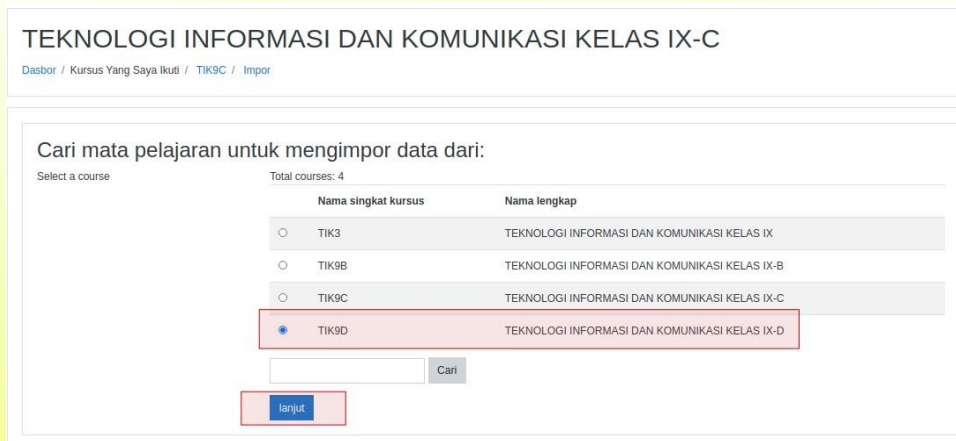 TEKNOLOGI INFORMASI DAN KOMUNIKASI KELAS IX-C
Dasbor / Kursus Yang Saya Ikuti / TIK9C / Impor
Cari mata pelajaran untuk mengimpor data dari:
Select a course
Total courses: 4
Nama singkat kursus Nama lengkap
TIK3 TEKNOLOGI INFORMASI DAN KOMUNIKASI KELAS IX
TIK9B TEKNOLOGI INFORMASI DAN KOMUNIKASI KELAS IX-B
TIK9C TEKNOLOGI INFORMASI DAN KOMUNIKASI KELAS IX-C
TIK9D TEKNOLOGI INFORMASI DAN KOMUNIKASI KELAS IX-D
Cari
lanjut